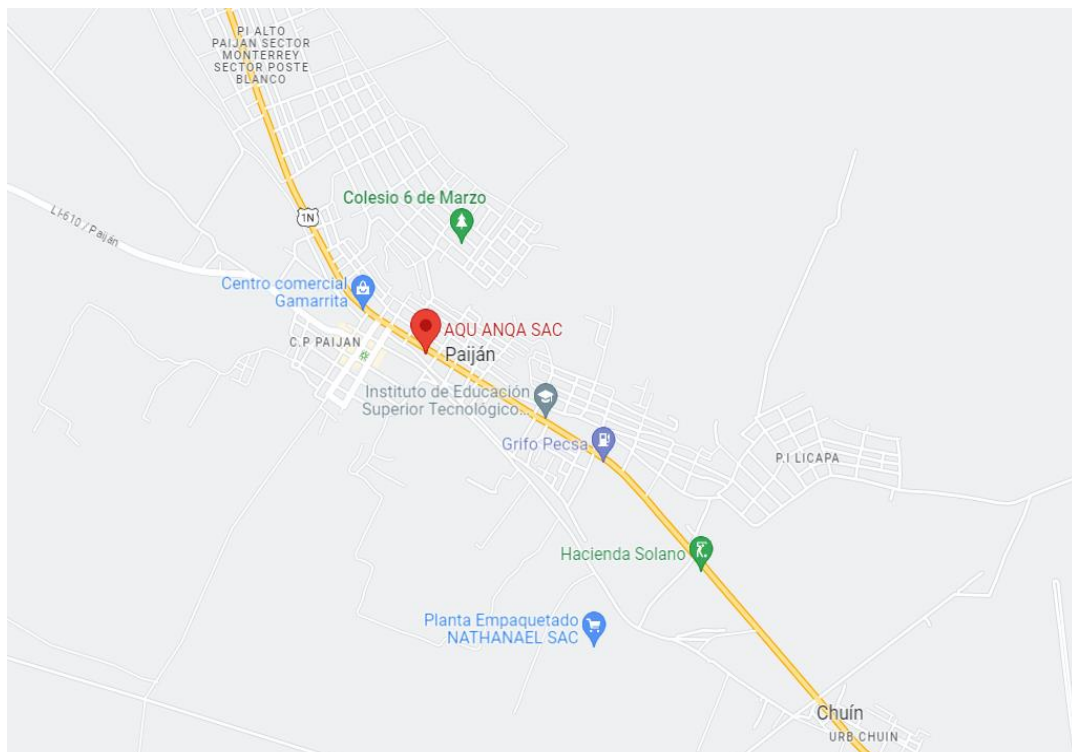 PI ALTO
PAIJAN SECTOR
MONTERREY
SECTOR POSTE
BLANCO
Colesio 6 de Marzo
1N
LI-610 / Paiján
Centro comercial
Gamarrita
AQU ANQA SAC
C.P PAIJAN
Paiján
Instituto de Educación
Superior Tecnológico...
Grifo Pecsa
P.I LICAPA
Hacienda Solano
Planta Empaquetado
NATHANAEL SAC
Chuín
URB CHUIN